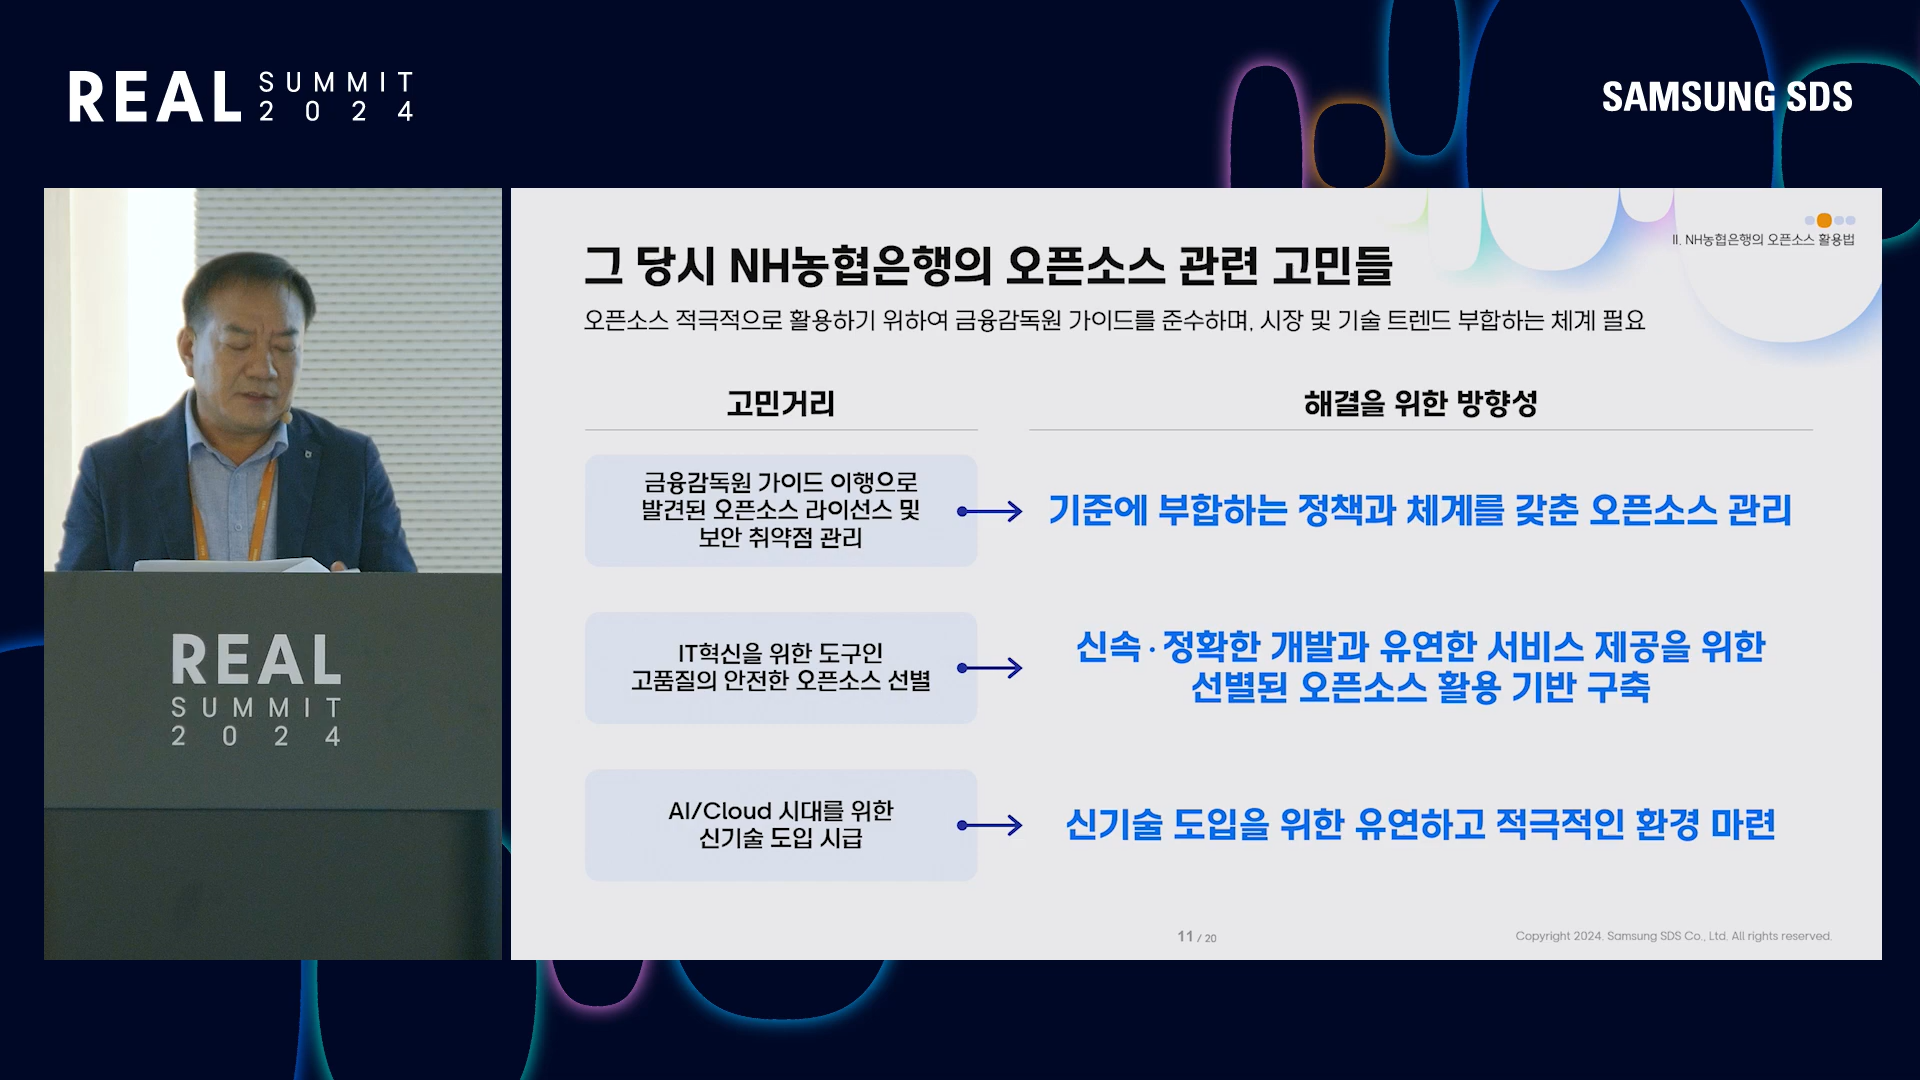 REAL SUMMIT 2024
SAMSUNG SDS
REAL
SUMMIT
2024
II. NH농협은행의 오픈소스 활용법
그 당시 NH농협은행의 오픈소스 관련 고민들
오픈소스 적극적으로 활용하기 위하여 금융감독원 가이드를 준수하며, 시장 및 기술 트렌드 부합하는 체계 필요
고민거리
해결을 위한 방향성
금융감독원 가이드 이행으로
발견된 오픈소스 라이선스 및
보안 취약점 관리
기준에 부합하는 정책과 체계를 갖춘 오픈소스 관리
IT혁신을 위한 도구인
고품질의 안전한 오픈소스 선별
신속·정확한 개발과 유연한 서비스 제공을 위한
선별된 오픈소스 활용 기반 구축
AI/Cloud 시대를 위한
신기술 도입 시급
신기술 도입을 위한 유연하고 적극적인 환경 마련
11 / 20
Copyright 2024. Samsung SDS Co., Ltd. All rights reserved.